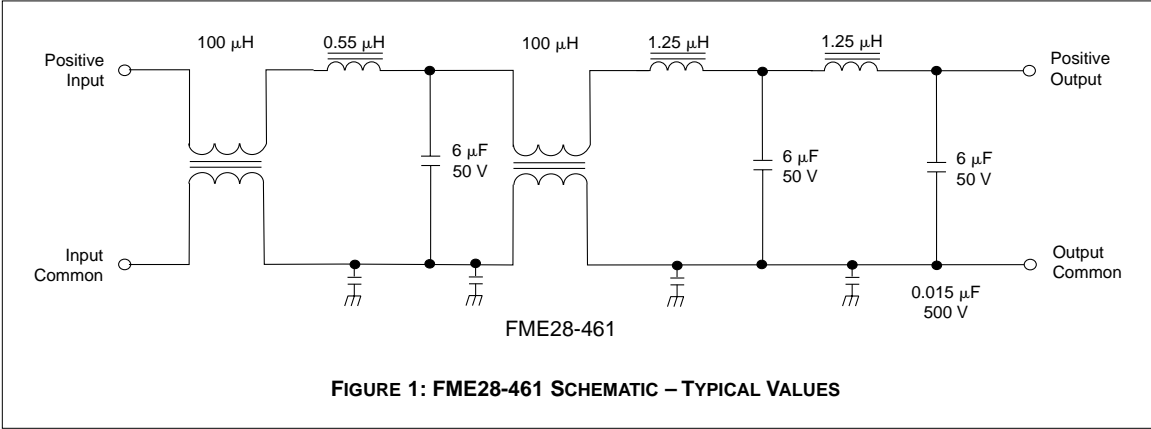 100 μH
0.55 μH
100 μH
1.25 μH
1.25 μH
Positive
Input
Positive
Output
6 μF
50 V
6 μF
50 V
6 μF
50 V
Input
Common
Output
Common
0.015 μF
500 V
FME28-461
FIGURE 1: FME28-461 SCHEMATIC – TYPICAL VALUES